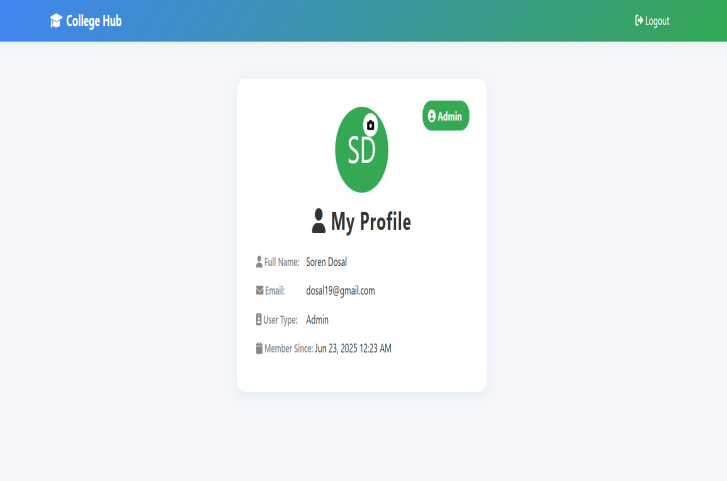 College Hub
Logout
Admin
SD
My Profile
Full Name: Soren Dosal
Email: dosal19@gmail.com
User Type: Admin
Member Since: Jun 23, 2025 12:23 AM